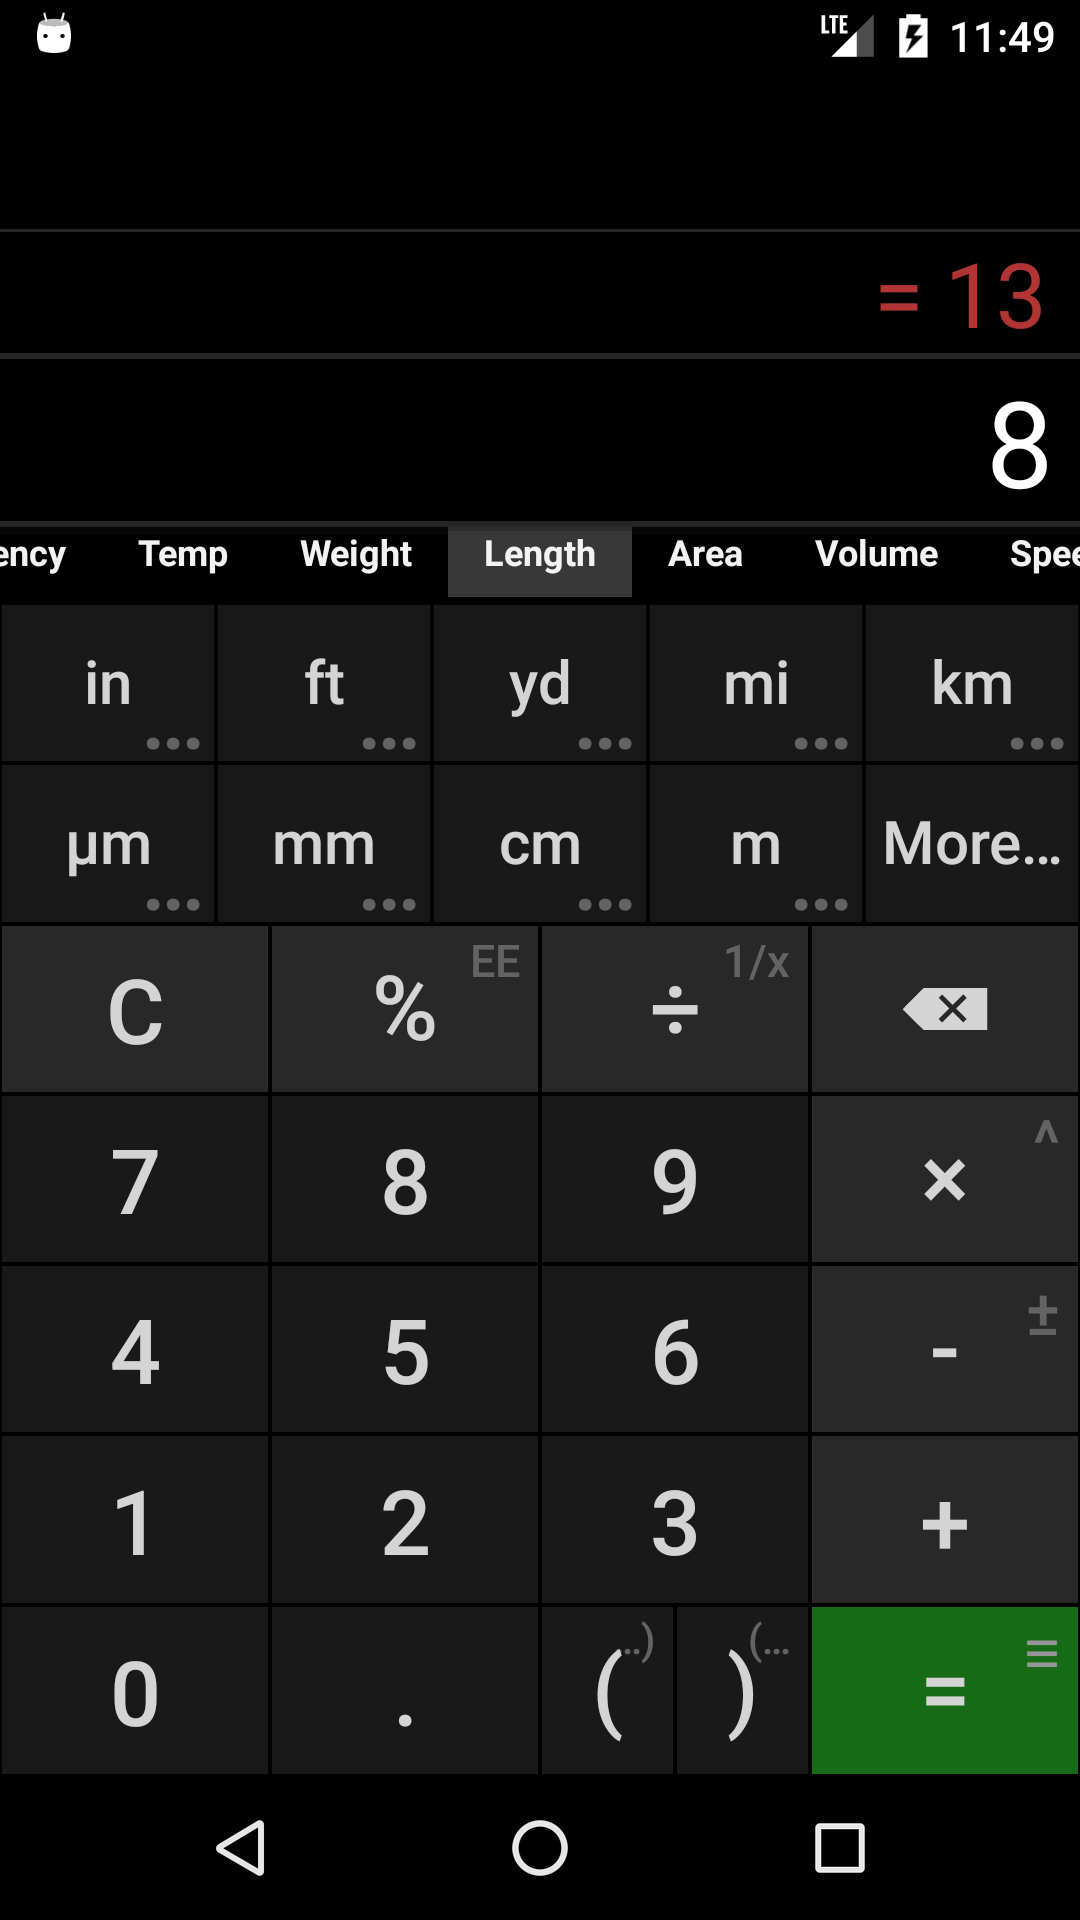 LTE 11:49
= 13
8
ency Temp Weight Length Area Volume Spee
in ft yd mi km
µm mm cm m More...
C % EE ÷ 1/x
7 8 9 × ^
4 5 6 - ±
1 2 3 +
0 . ( ..) ) (... =